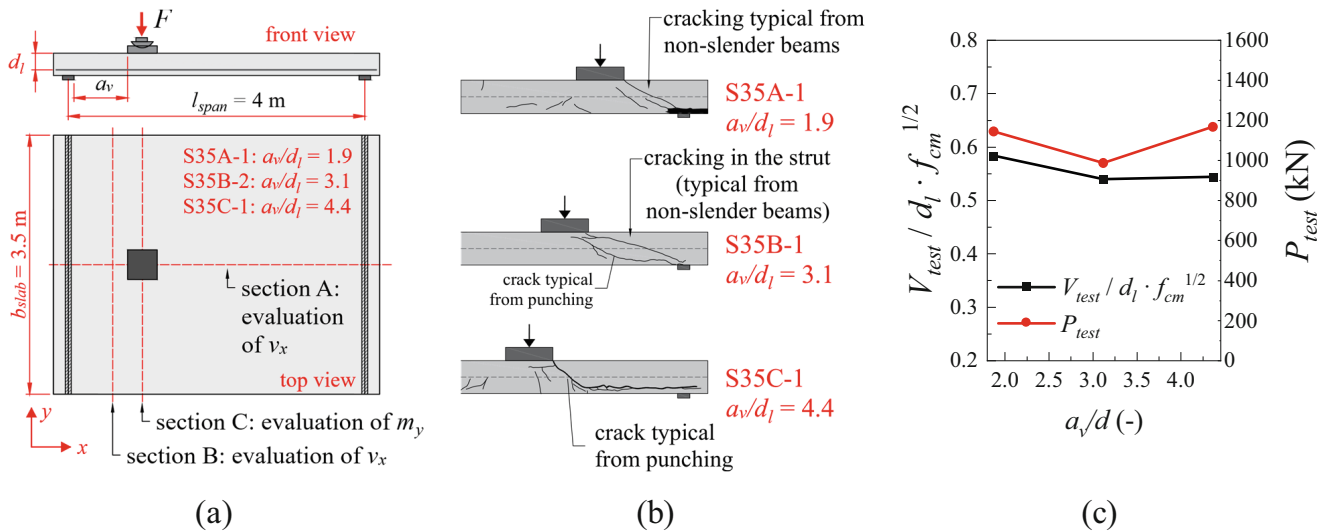 F
front view
d_l
a_v
l_span = 4 m
S35A-1: a_v/d_l = 1.9
S35B-2: a_v/d_l = 3.1
S35C-1: a_v/d_l = 4.4
b_slab = 3.5 m
section A:
evaluation
of v_x
top view
y
x
section C: evaluation of m_y
section B: evaluation of v_x
(a)
cracking typical from
non-slender beams
S35A-1
a_v/d_l = 1.9
cracking in the strut
(typical from
non-slender beams)
S35B-1
a_v/d_l = 3.1
crack typical
from punching
S35C-1
a_v/d_l = 4.4
crack typical
from punching
(b)
V_test / d_l · f_cm^1/2
0.8
0.7
0.6
0.5
0.4
0.3
0.2
V_test / d_l · f_cm^1/2
P_test
2.0 2.5 3.0 3.5 4.0
a_v/d (-)
1600
1400
1200
1000
800
600
400
200
0
P_test (kN)
(c)